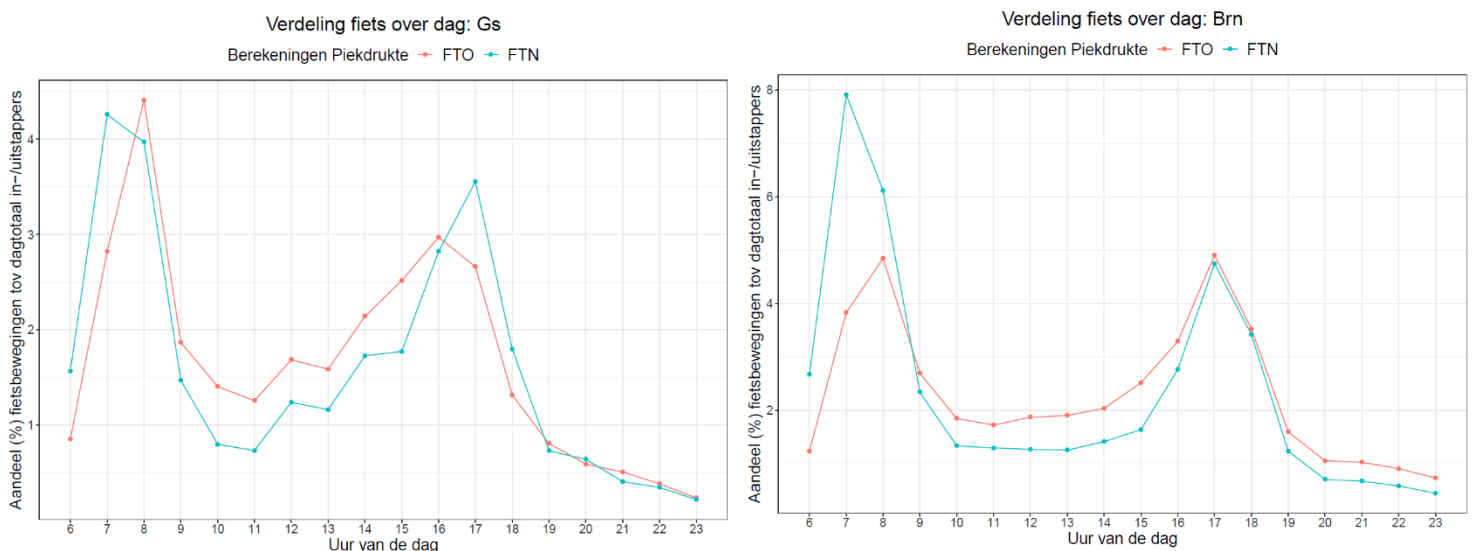 Verdeling fiets over dag: Gs
Berekeningen Piekdrukte FTO FTN
Aandeel (%) fietsbewegingen tov dagtotaal in-/uitstappers
4
3
2
1
6 7 8 9 10 11 12 13 14 15 16 17 18 19 20 21 22 23
Uur van de dag
Verdeling fiets over dag: Brn
Berekeningen Piekdrukte FTO FTN
Aandeel (%) fietsbewegingen tov dagtotaal in-/uitstappers
8
6
4
2
6 7 8 9 10 11 12 13 14 15 16 17 18 19 20 21 22 23
Uur van de dag